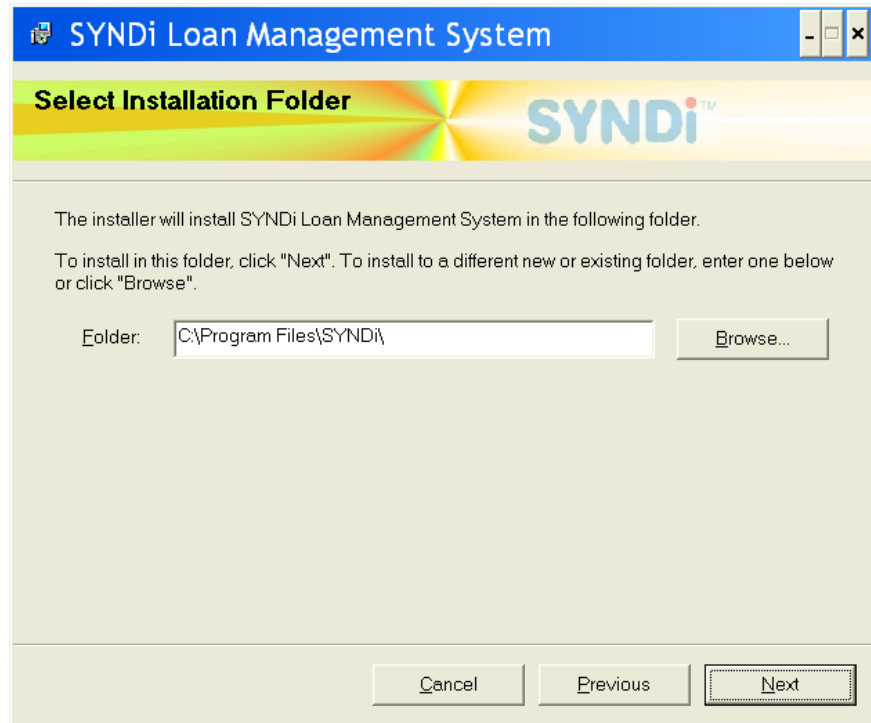 SYNDi Loan Management System
Select Installation Folder
SYNDi™
The installer will install SYNDi Loan Management System in the following folder.
To install in this folder, click "Next". To install to a different new or existing folder, enter one below
or click "Browse".
Folder: C:\Program Files\SYNDi\ Browse...
Cancel Previous Next